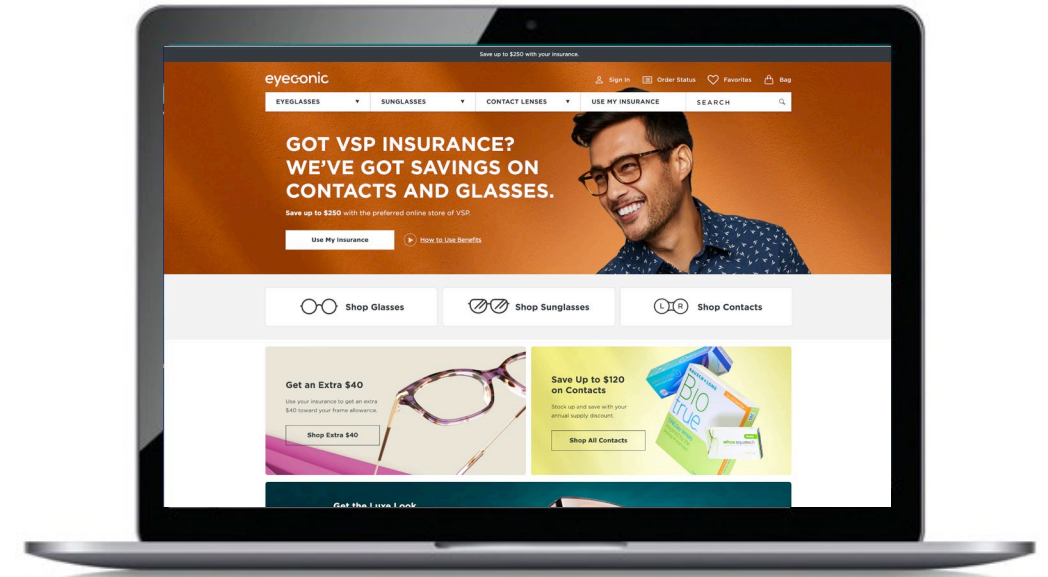 Save up to $250 with your insurance.
eyeconic
Sign In Order Status Favorites Bag
EYEGLASSES ▼ SUNGLASSES ▼ CONTACT LENSES ▼ USE MY INSURANCE SEARCH
GOT VSP INSURANCE?
WE'VE GOT SAVINGS ON
CONTACTS AND GLASSES.
Save up to $250 with the preferred online store of VSP.
Use My Insurance How to Use Benefits
Shop Glasses
Shop Sunglasses
L R Shop Contacts
Get an Extra $40
Use your insurance to get an extra
$40 toward your frame allowance.
Shop Extra $40
Save Up to $120
on Contacts
Stock up and save with your
annual supply discount.
Shop All Contacts
BAUSCH + LOMB
Bio
true
Get the Luxe Look